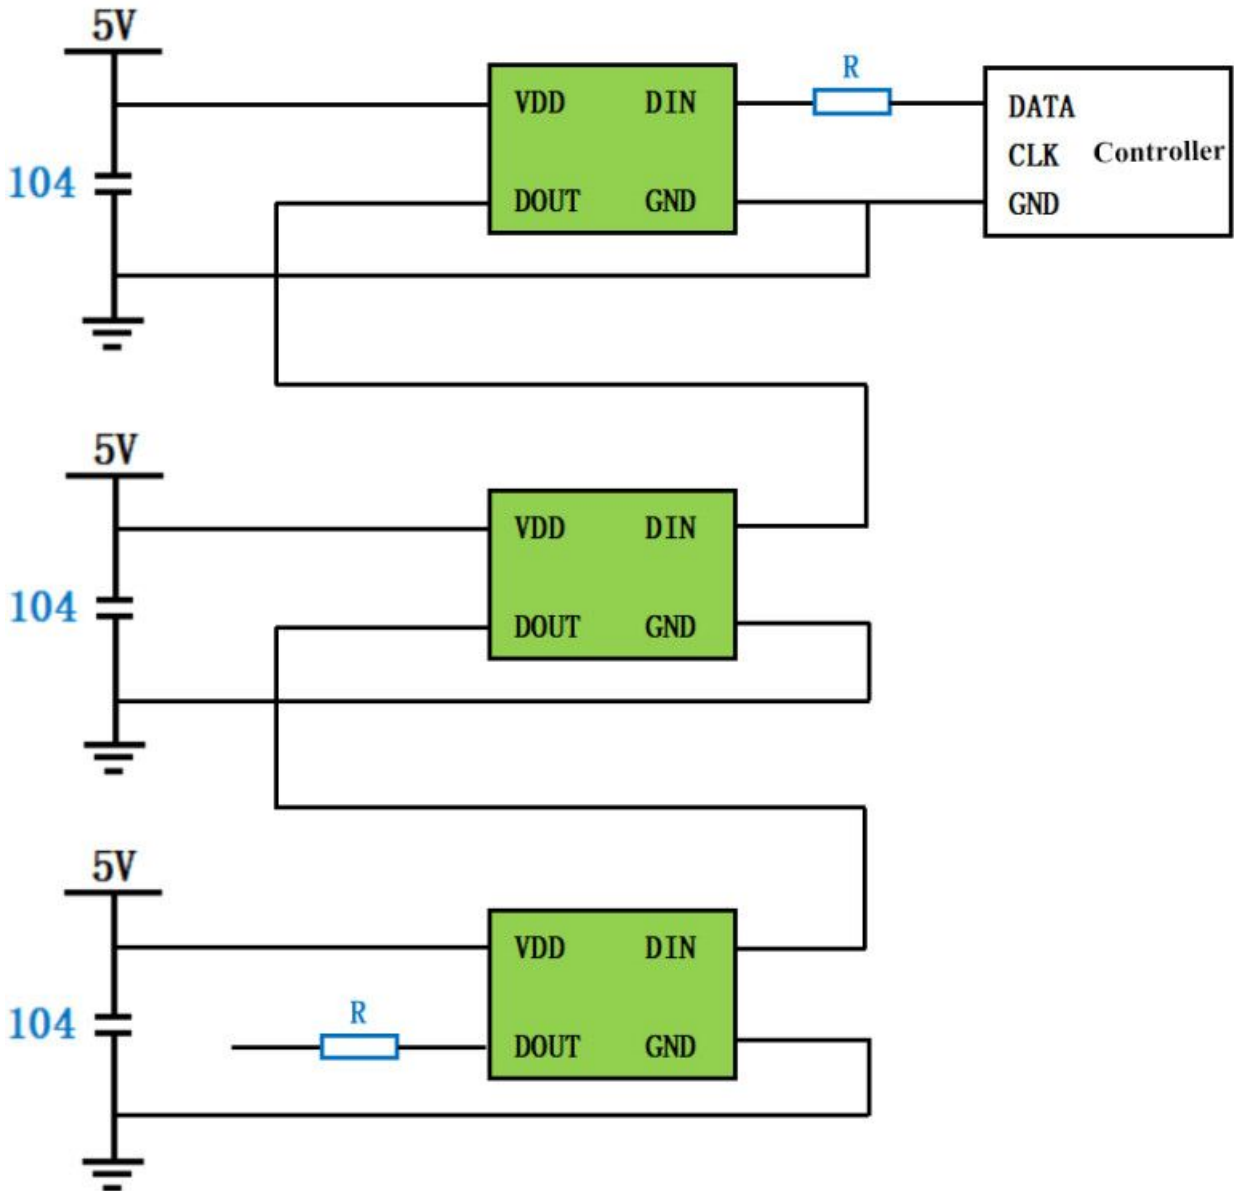 5V
R
VDD DIN
DATA
104
CLK Controller
DOUT GND
GND
5V
VDD DIN
104
DOUT GND
5V
VDD DIN
104
R
DOUT GND